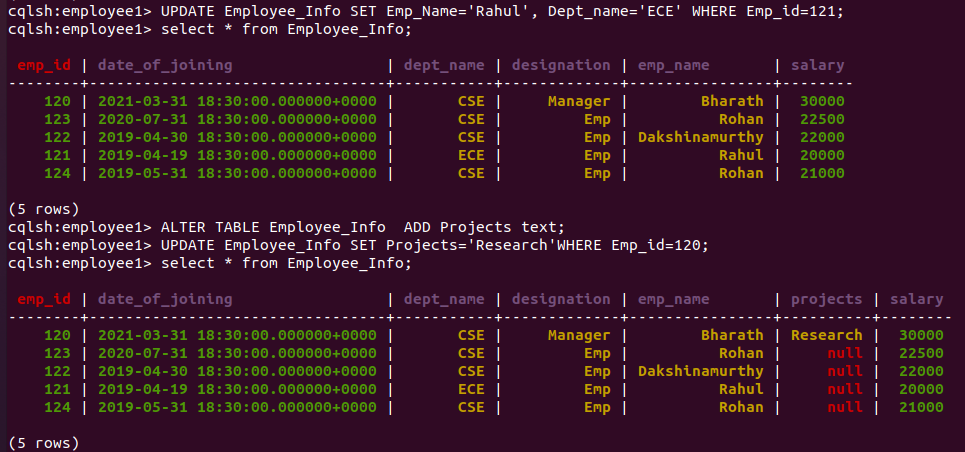 cqlsh:employee1> UPDATE Employee_Info SET Emp_Name='Rahul', Dept_name='ECE' WHERE Emp_id=121;
cqlsh:employee1> select * from Employee_Info;
 emp_id | date_of_joining                 | dept_name | designation | emp_name       | salary
--------+---------------------------------+-----------+-------------+----------------+--------
    120 | 2021-03-31 18:30:00.000000+0000 |       CSE |     Manager |        Bharath |  30000
    123 | 2020-07-31 18:30:00.000000+0000 |       CSE |         Emp |          Rohan |  22500
    122 | 2019-04-30 18:30:00.000000+0000 |       CSE |         Emp | Dakshinamurthy |  22000
    121 | 2019-04-19 18:30:00.000000+0000 |       ECE |         Emp |          Rahul |  20000
    124 | 2019-05-31 18:30:00.000000+0000 |       CSE |         Emp |          Rohan |  21000
(5 rows)
cqlsh:employee1> ALTER TABLE Employee_Info  ADD Projects text;
cqlsh:employee1> UPDATE Employee_Info SET Projects='Research'WHERE Emp_id=120;
cqlsh:employee1> select * from Employee_Info;
 emp_id | date_of_joining                 | dept_name | designation | emp_name       | projects | salary
--------+---------------------------------+-----------+-------------+----------------+----------+--------
    120 | 2021-03-31 18:30:00.000000+0000 |       CSE |     Manager |        Bharath | Research |  30000
    123 | 2020-07-31 18:30:00.000000+0000 |       CSE |         Emp |          Rohan |     null |  22500
    122 | 2019-04-30 18:30:00.000000+0000 |       CSE |         Emp | Dakshinamurthy |     null |  22000
    121 | 2019-04-19 18:30:00.000000+0000 |       ECE |         Emp |          Rahul |     null |  20000
    124 | 2019-05-31 18:30:00.000000+0000 |       CSE |         Emp |          Rohan |     null |  21000
(5 rows)